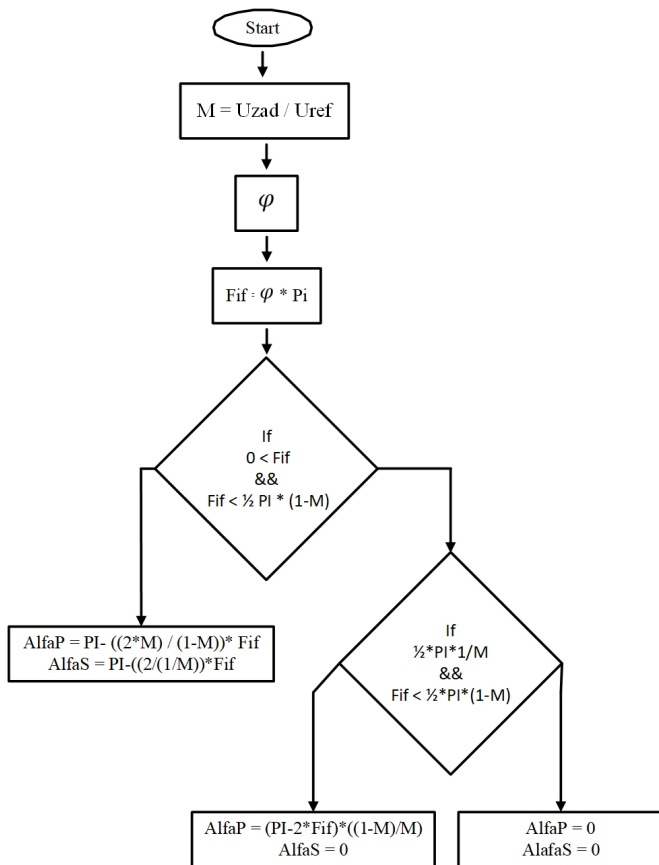 Start
M = Uzad / Uref
φ
Fif = φ * Pi
If
0 < Fif
&&
Fif < ½ PI * (1-M)
AlfaP = PI- ((2*M) / (1-M))* Fif
AlfaS = PI-((2/(1/M))*Fif
If
½*PI*1/M
&&
Fif < ½*PI*(1-M)
AlfaP = (PI-2*Fif)*((1-M)/M)
AlfaS = 0
AlfaP = 0
AlafaS = 0